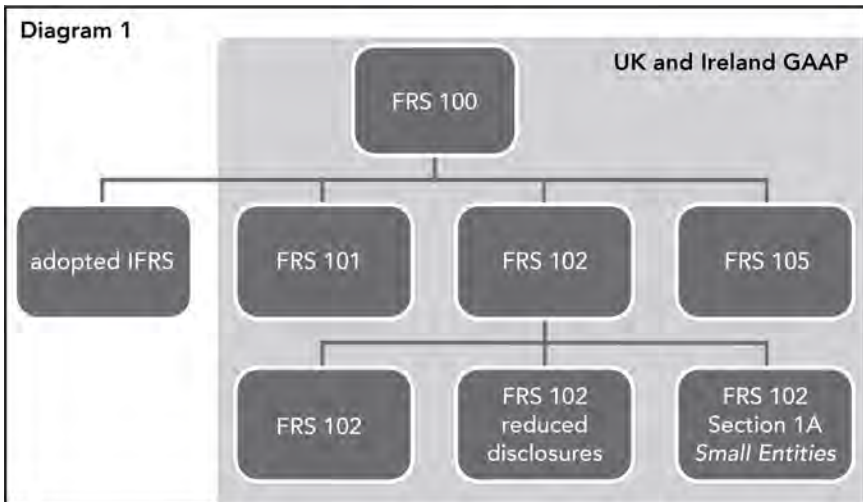 Diagram 1
UK and Ireland GAAP
FRS 100
adopted IFRS
FRS 101
FRS 102
FRS 105
FRS 102
FRS 102
reduced
disclosures
FRS 102
Section 1A
Small Entities